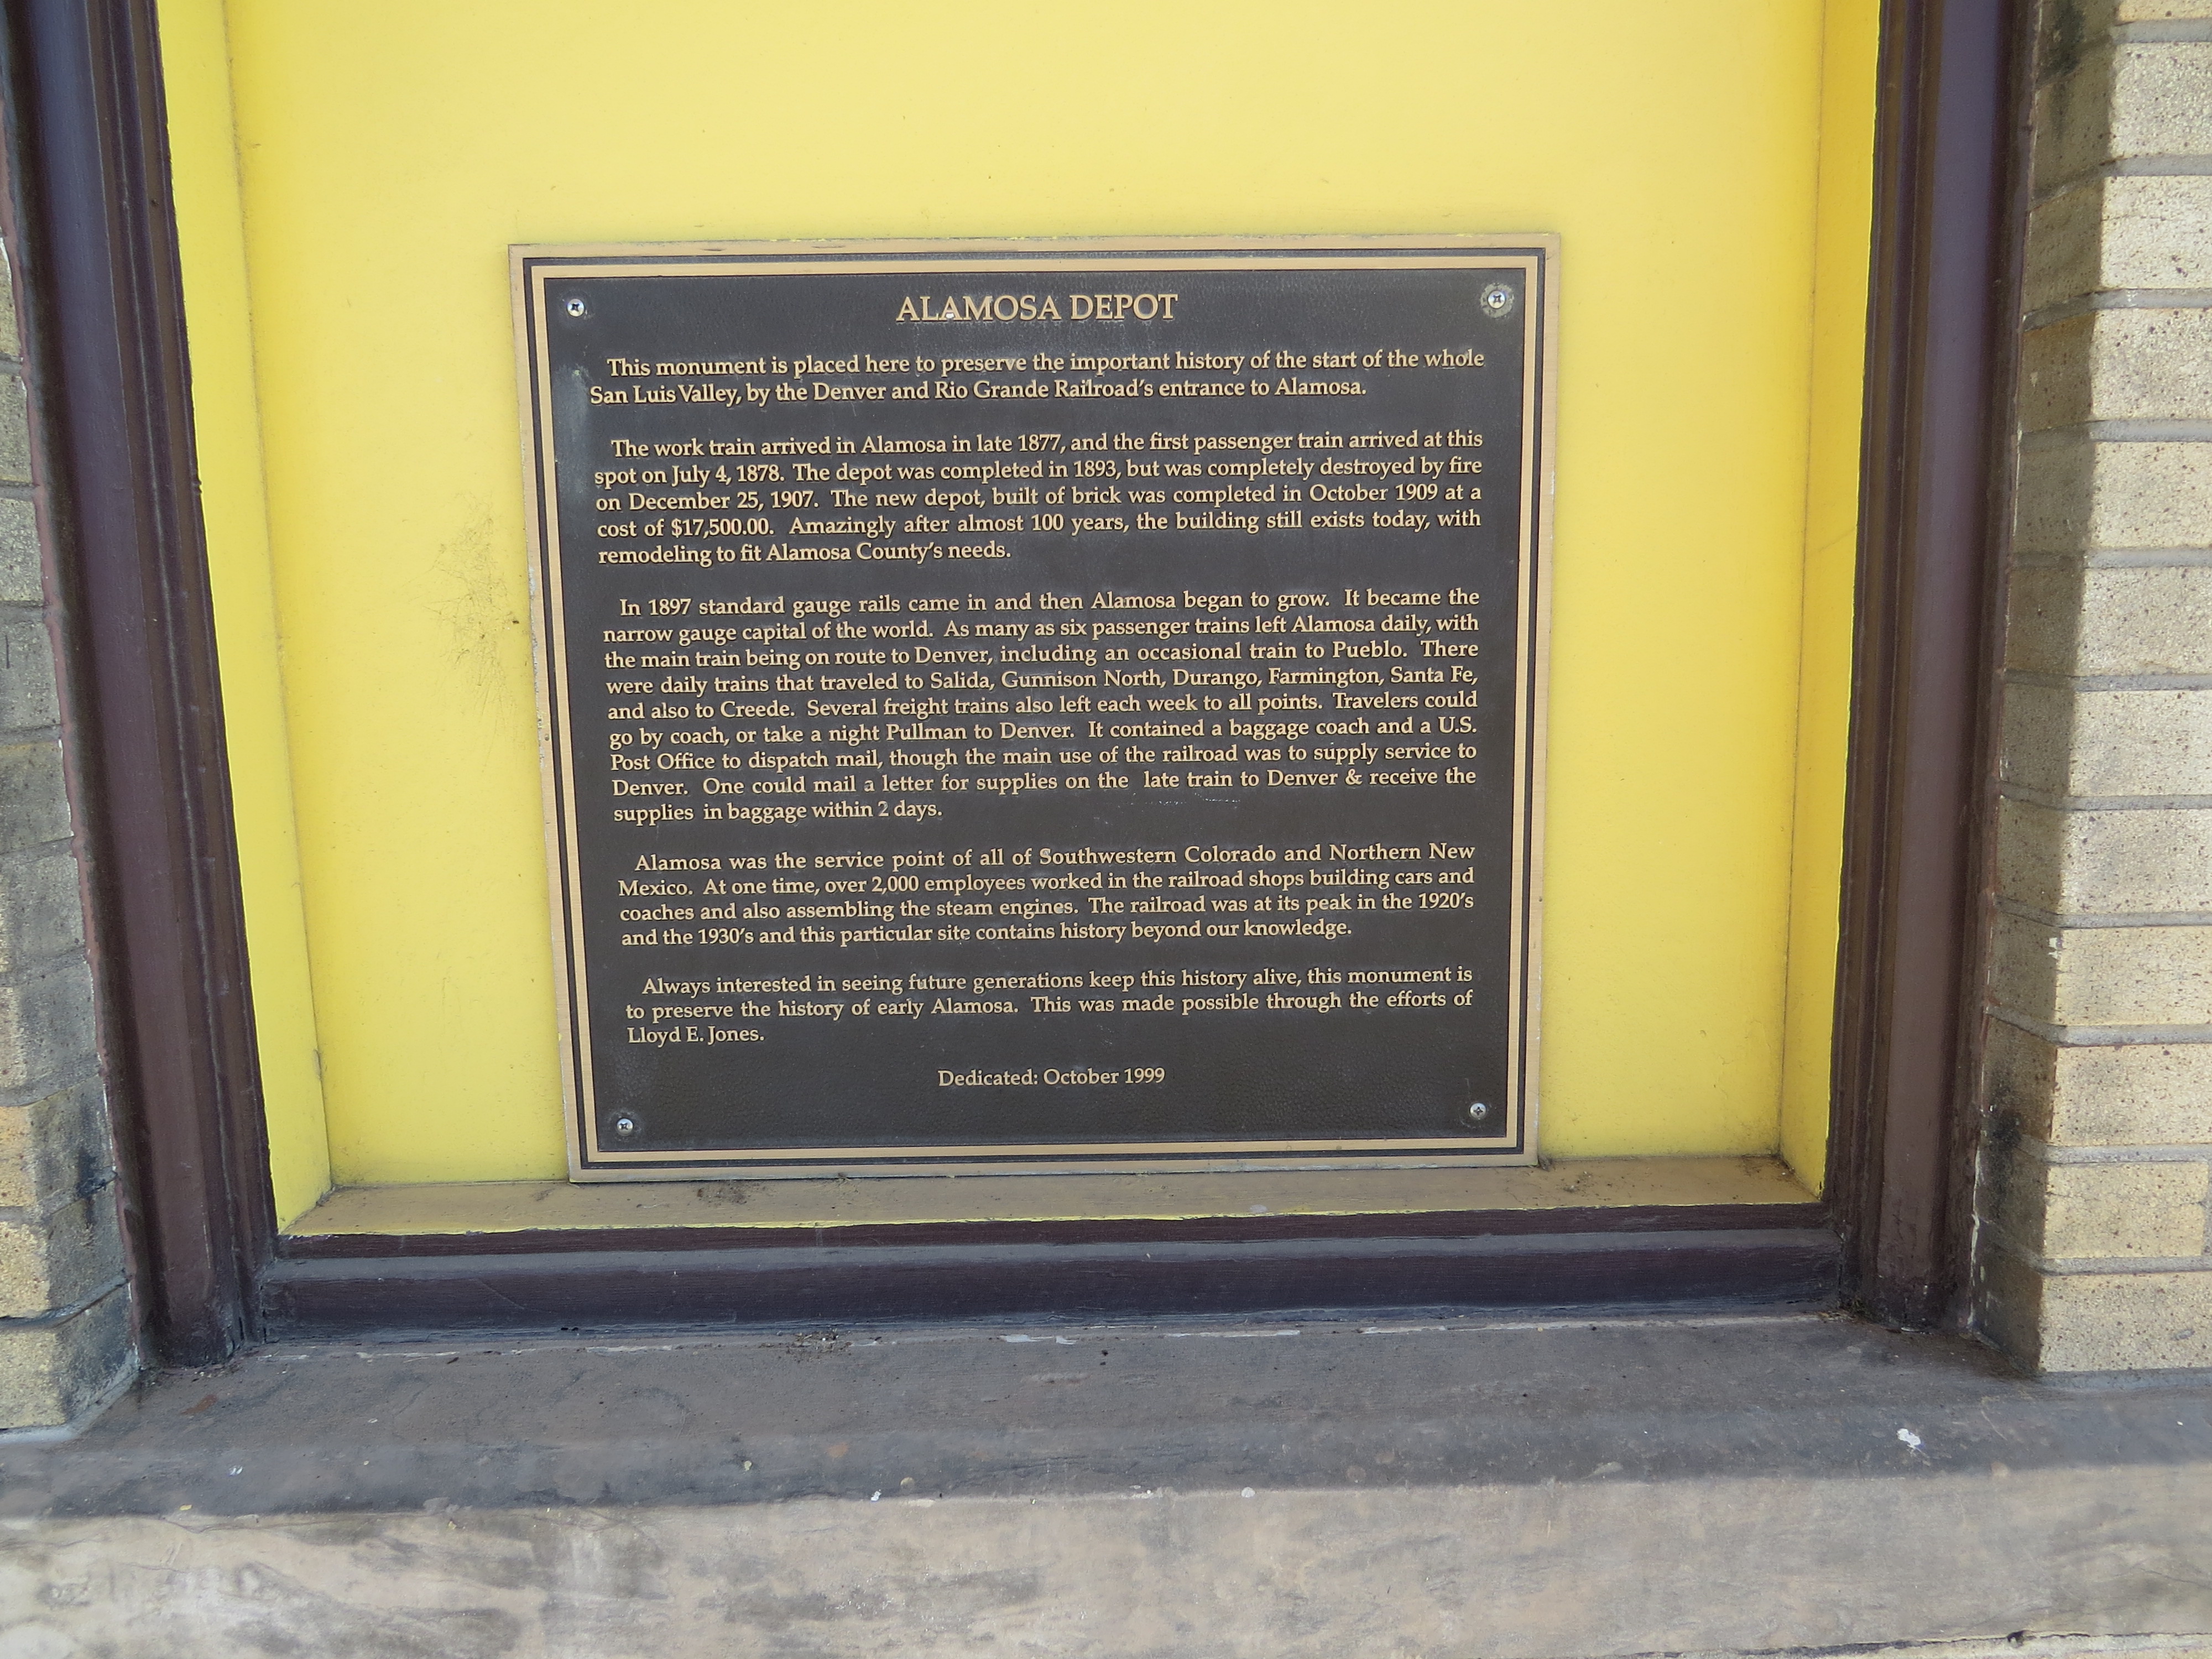 ALAMOSA DEPOT
This monument is placed here to preserve the important history of the start of the whole
San Luis Valley, by the Denver and Rio Grande Railroad's entrance to Alamosa.
The work train arrived in Alamosa in late 1877, and the first passenger train arrived at this
spot on July 4, 1878. The depot was completed in 1893, but was completely destroyed by fire
on December 25, 1907. The new depot, built of brick was completed in October 1909 at a
cost of $17,500.00. Amazingly after almost 100 years, the building still exists today, with
remodeling to fit Alamosa County's needs.
In 1897 standard gauge rails came in and then Alamosa began to grow. It became the
narrow gauge capital of the world. As many as six passenger trains left Alamosa daily, with
the main train being on route to Denver, including an occasional train to Pueblo. There
were daily trains that traveled to Salida, Gunnison North, Durango, Farmington, Santa Fe,
and also to Creede. Several freight trains also left each week to all points. Travelers could
go by coach, or take a night Pullman to Denver. It contained a baggage coach and a U.S.
Post Office to dispatch mail, though the main use of the railroad was to supply service to
Denver. One could mail a letter for supplies on the late train to Denver & receive the
supplies in baggage within 2 days.
Alamosa was the service point of all of Southwestern Colorado and Northern New
Mexico. At one time, over 2,000 employees worked in the railroad shops building cars and
coaches and also assembling the steam engines. The railroad was at its peak in the 1920's
and the 1930's and this particular site contains history beyond our knowledge.
Always interested in seeing future generations keep this history alive, this monument is
to preserve the history of early Alamosa. This was made possible through the efforts of
Lloyd E. Jones.
Dedicated: October 1999